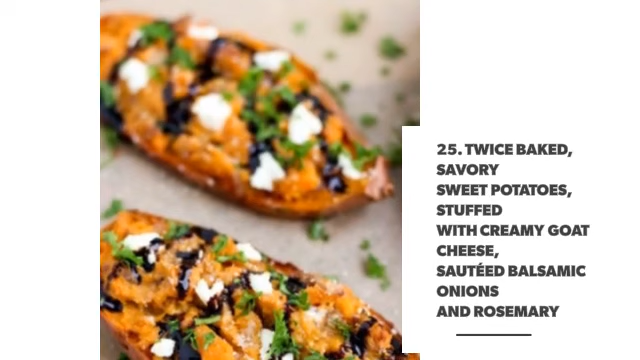 25. TWICE BAKED,
SAVORY
SWEET POTATOES,
STUFFED
WITH CREAMY GOAT
CHEESE,
SAUTÉED BALSAMIC
ONIONS
AND ROSEMARY